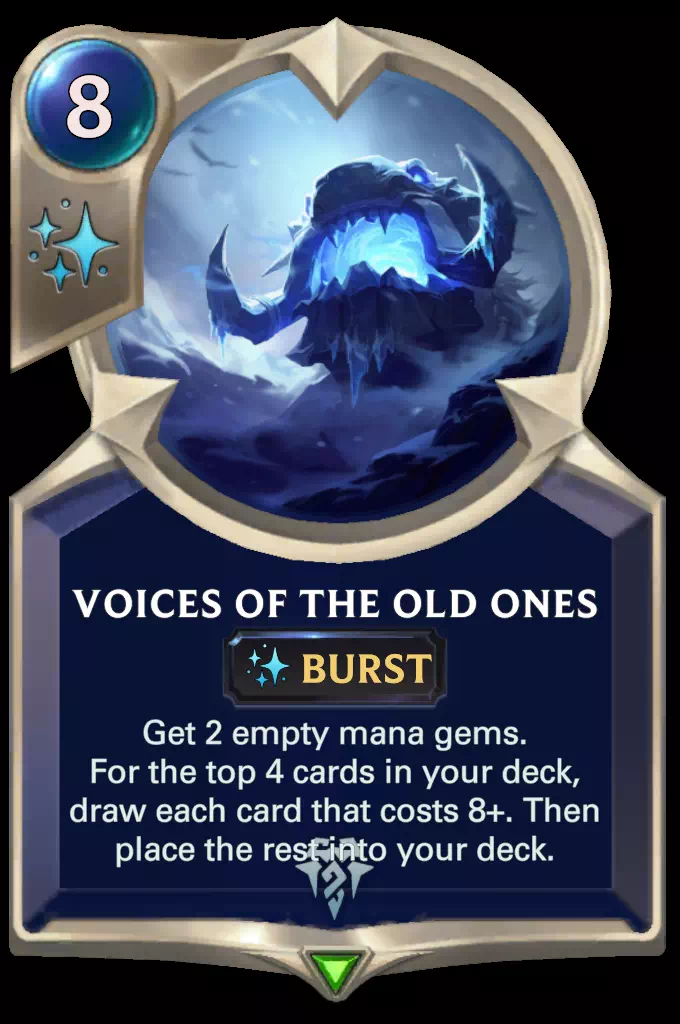 8
VOICES OF THE OLD ONES
BURST
Get 2 empty mana gems.
For the top 4 cards in your deck,
draw each card that costs 8+. Then
place the rest into your deck.